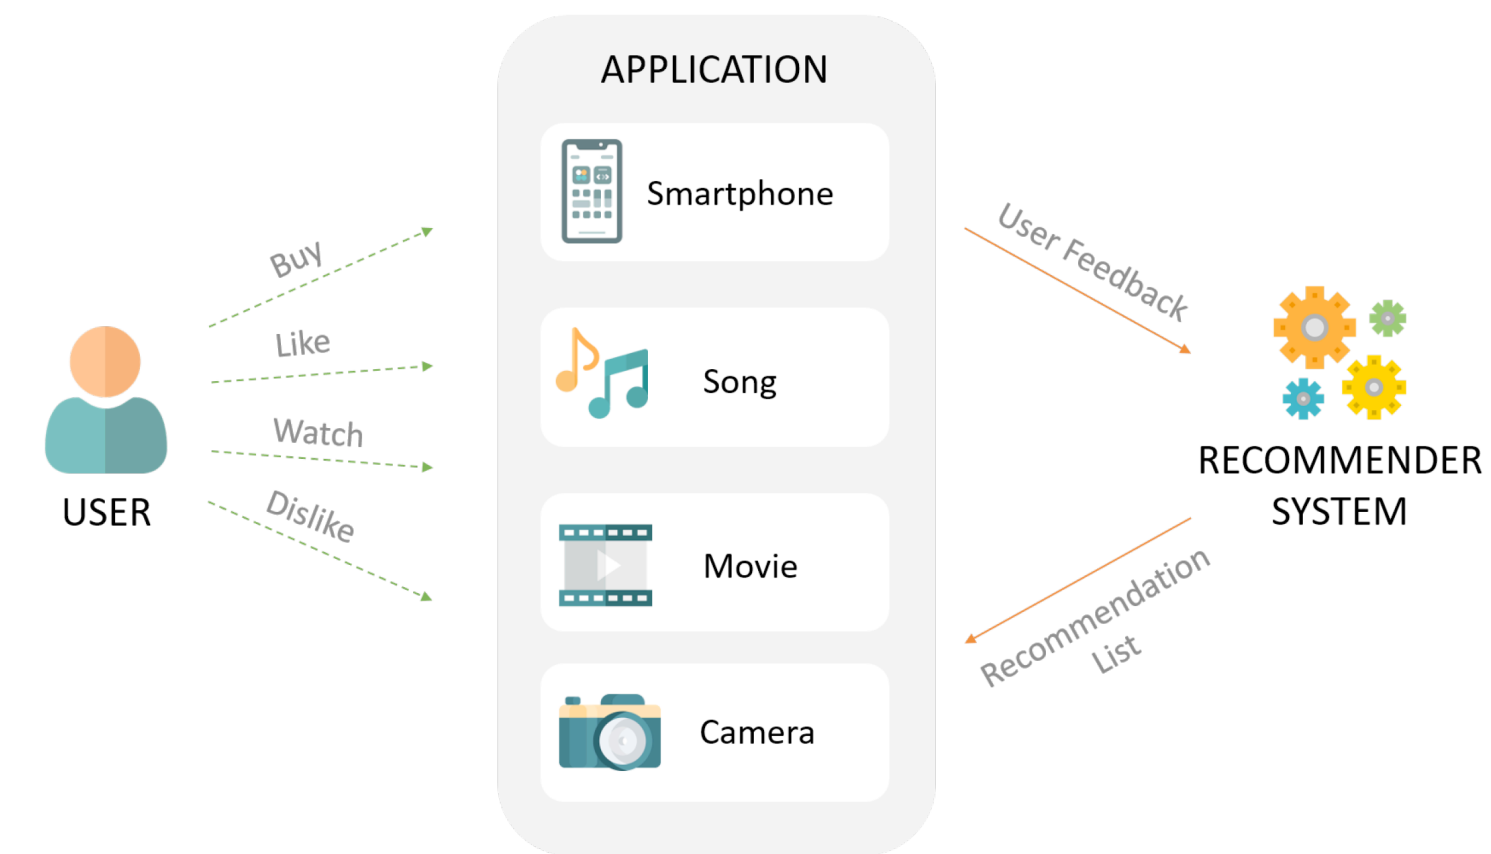 APPLICATION
Smartphone
Song
Movie
Camera
Buy
Like
Watch
Dislike
USER
User Feedback
RECOMMENDER
SYSTEM
Recommendation
List